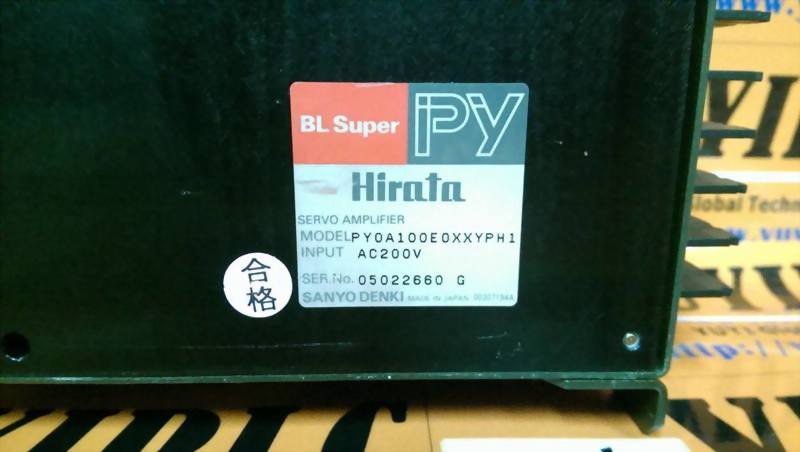 BL Super PY
Hirata
SERVO AMPLIFIER
MODEL PY0A100E0XXYPH1
INPUT AC200V
SER.No. 05022660 G
SANYO DENKI MADE IN JAPAN
合格
Global Techn
http://